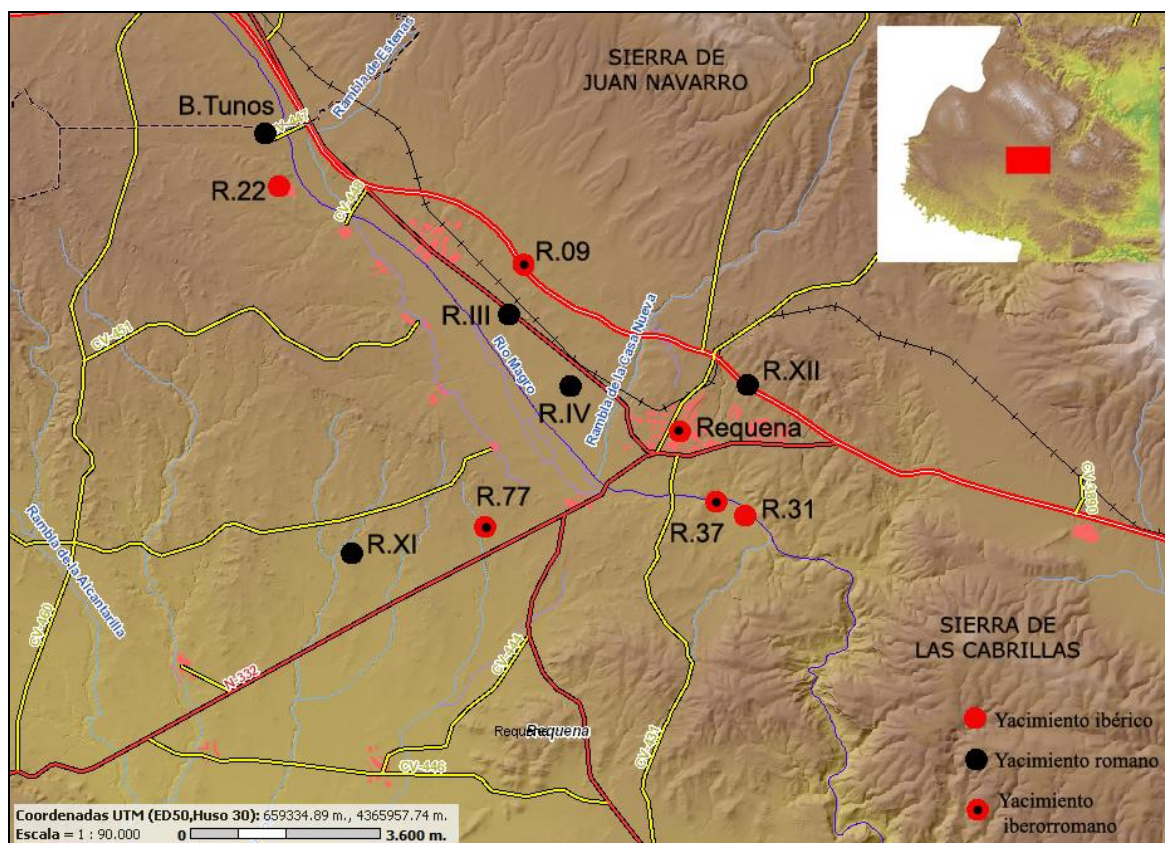 SIERRA DE
JUAN NAVARRO
Rambla de Estenas
B.Tunos
R.22
CV-448
R.09
R.III
Rambla de la Casa Nueva
CV-451
Río Magro
R.XII
R.IV
Requena
R.77
R.37
R.31
R.XI
Rambla de la Alcantarilla
CV-460
N-332
CV-444
CV-431
Requena
CV-446
SIERRA DE
LAS CABRILLAS
Yacimiento ibérico
Yacimiento romano
Yacimiento
iberorromano
Coordenadas UTM (ED50,Huso 30): 659334.89 m., 4365957.74 m.
Escala = 1 : 90.000 0 3.600 m.